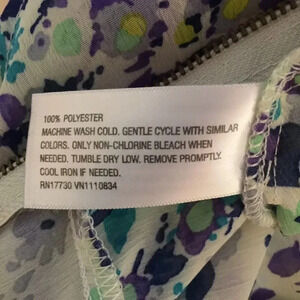 100% POLYESTER
MACHINE WASH COLD. GENTLE CYCLE WITH SIMILAR
COLORS. ONLY NON-CHLORINE BLEACH WHEN
NEEDED. TUMBLE DRY LOW. REMOVE PROMPTLY.
COOL IRON IF NEEDED.
RN17730 VN1110834